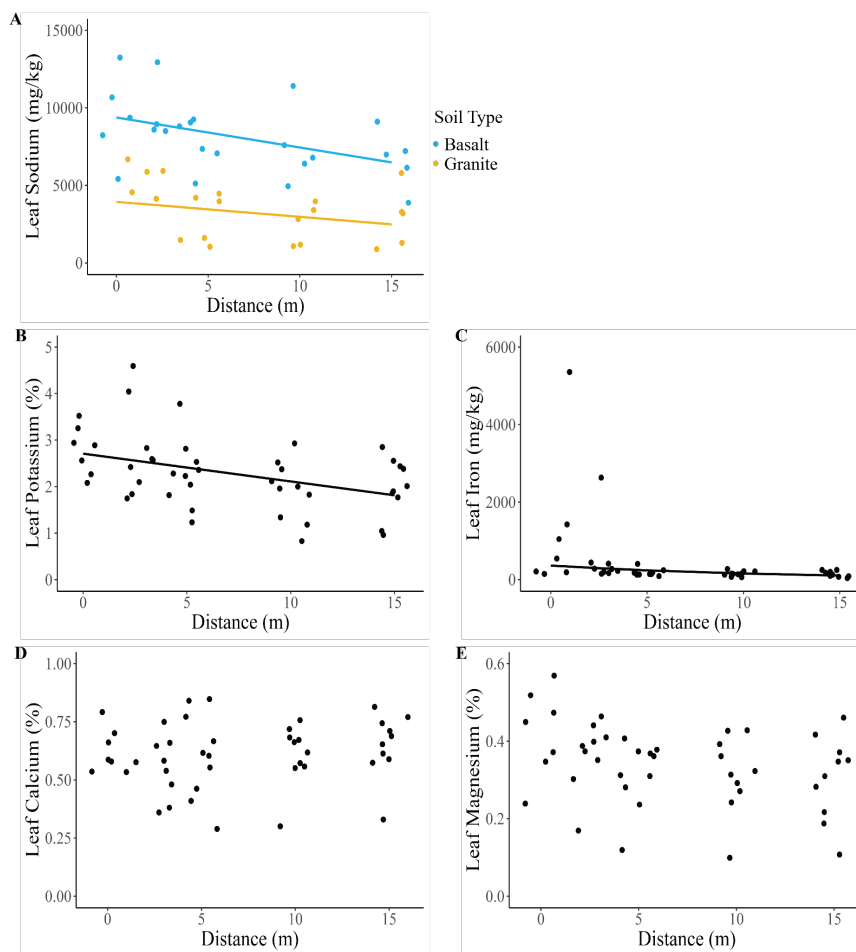 A
Leaf Sodium (mg/kg)
15000
10000
5000
0
0 5 10 15
Distance (m)
Soil Type
Basalt
Granite
B
Leaf Potassium (%)
5
4
3
2
1
0
0 5 10 15
Distance (m)
C
Leaf Iron (mg/kg)
6000
4000
2000
0
0 5 10 15
Distance (m)
D
Leaf Calcium (%)
1.00
0.75
0.50
0.25
0.00
0 5 10 15
Distance (m)
E
Leaf Magnesium (%)
0.6
0.4
0.2
0.0
0 5 10 15
Distance (m)